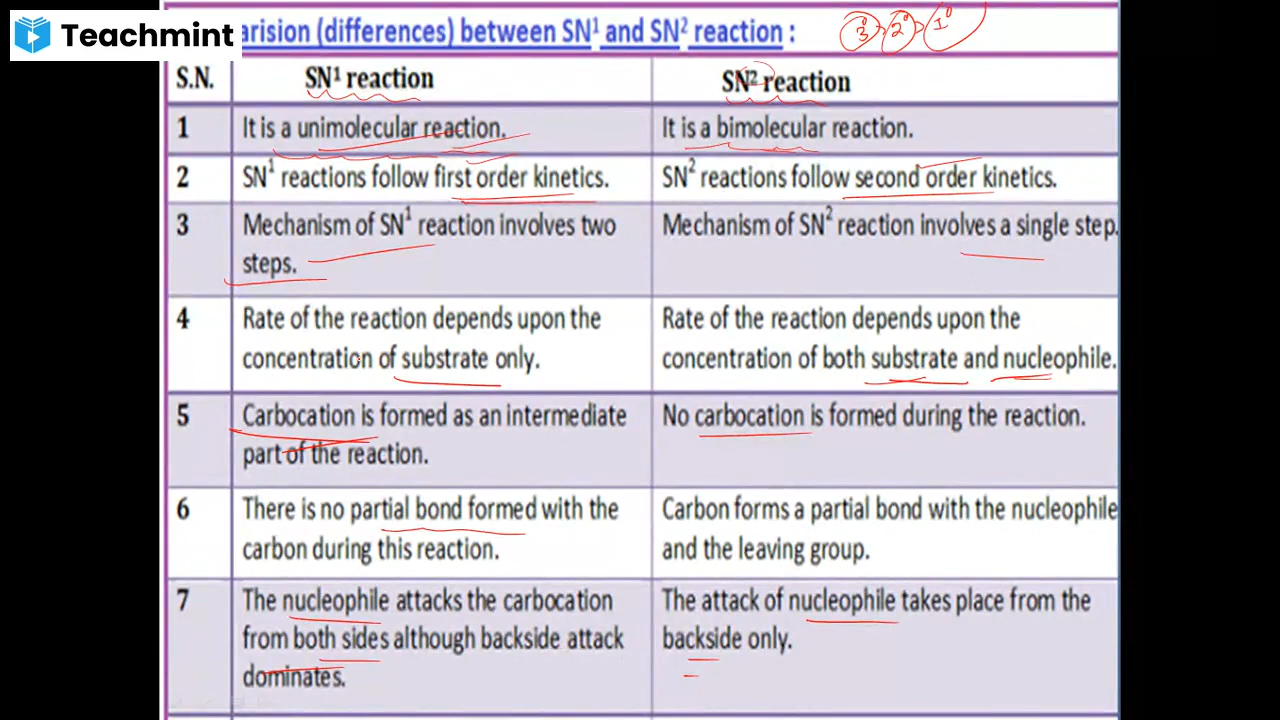 Teachmint
arision (differences) between SN¹ and SN² reaction :
3° > 2° > 1°
S.N. SN¹ reaction SN² reaction
1 It is a unimolecular reaction. It is a bimolecular reaction.
2 SN¹ reactions follow first order kinetics. SN² reactions follow second order kinetics.
3 Mechanism of SN¹ reaction involves two Mechanism of SN² reaction involves a single step.
steps.
4 Rate of the reaction depends upon the Rate of the reaction depends upon the
concentration of substrate only. concentration of both substrate and nucleophile.
5 Carbocation is formed as an intermediate No carbocation is formed during the reaction.
part of the reaction.
6 There is no partial bond formed with the Carbon forms a partial bond with the nucleophile
carbon during this reaction. and the leaving group.
7 The nucleophile attacks the carbocation The attack of nucleophile takes place from the
from both sides although backside attack backside only.
dominates.